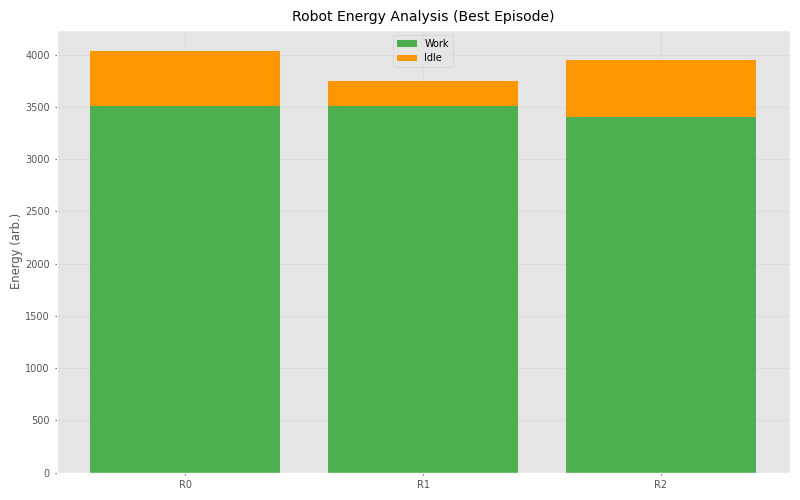 Robot Energy Analysis (Best Episode)
Work
Idle
Energy (arb.)
4000
3500
3000
2500
2000
1500
1000
500
0
R0
R1
R2